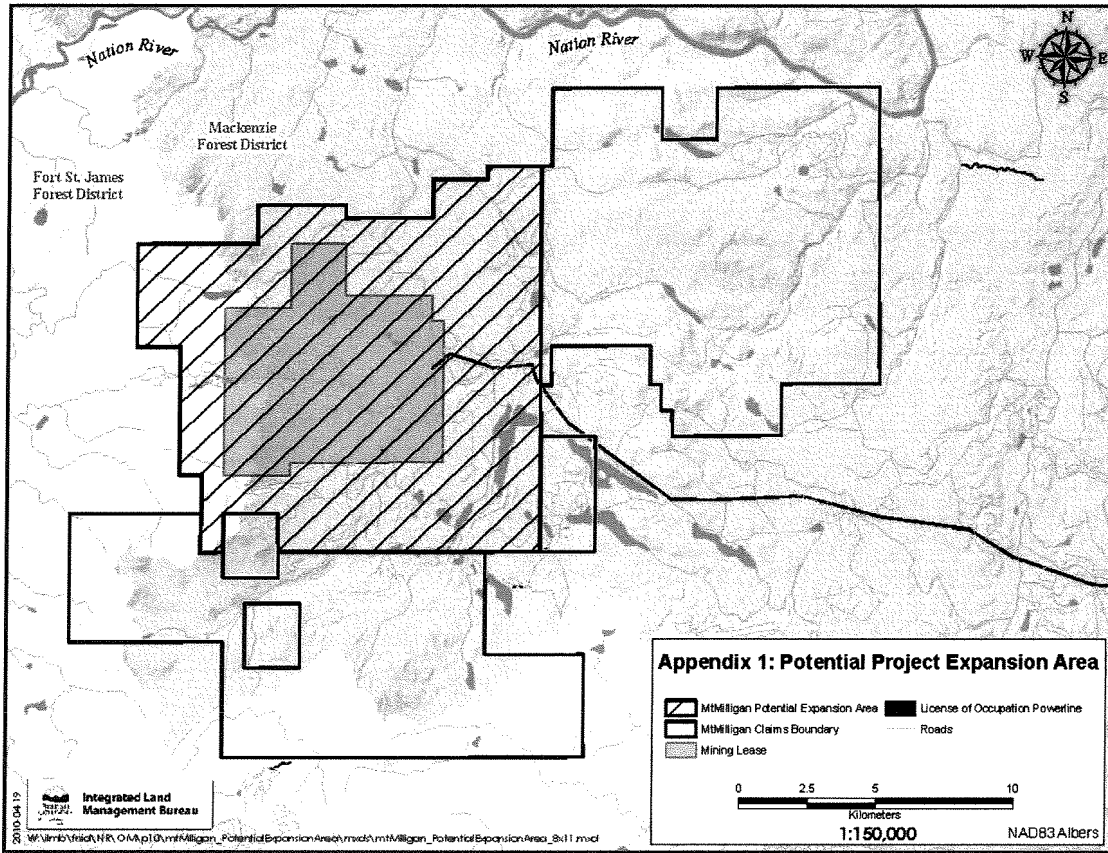 Nation River
Nation River
N
W E
S
Mackenzie
Forest District
Fort St. James
Forest District
Appendix 1: Potential Project Expansion Area
MtMilligan Potential Expansion Area
License of Occupation Powerline
MtMilligan Claims Boundary
Roads
Mining Lease
0 2.5 5 10
Kilometers
1:150,000
NAD83 Albers
Integrated Land
Management Bureau
2010-04-19